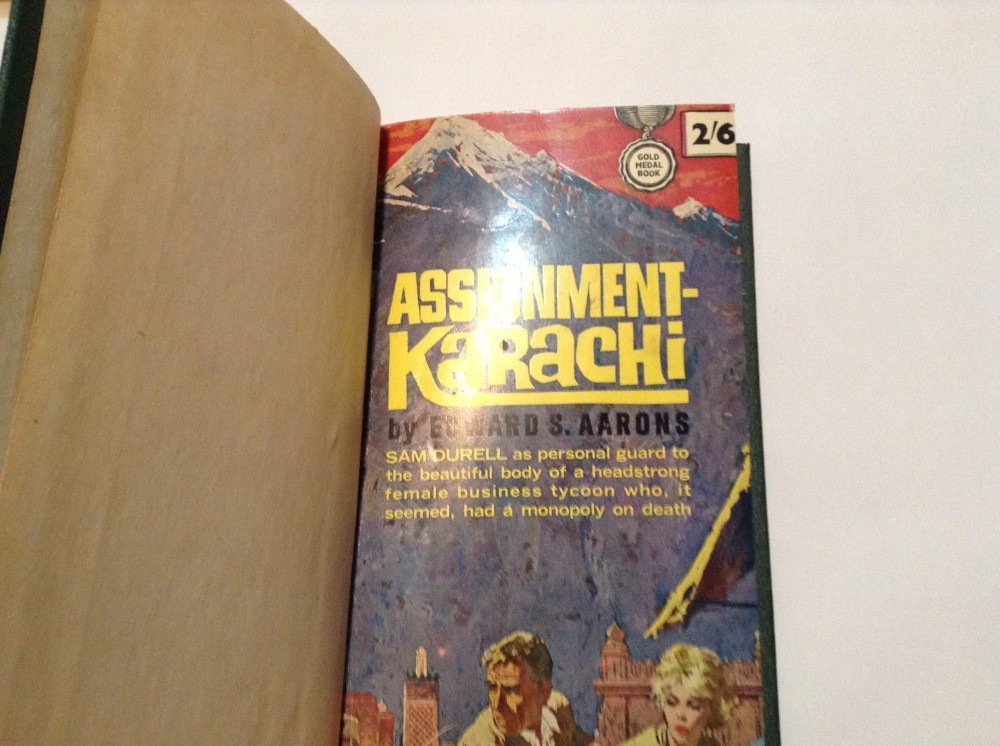 2/6
GOLD
MEDAL
BOOK
ASSIGNMENT-
KARACHI
by EDWARD S. AARONS
SAM DURELL as personal guard to
the beautiful body of a headstrong
female business tycoon who, it
seemed, had a monopoly on death